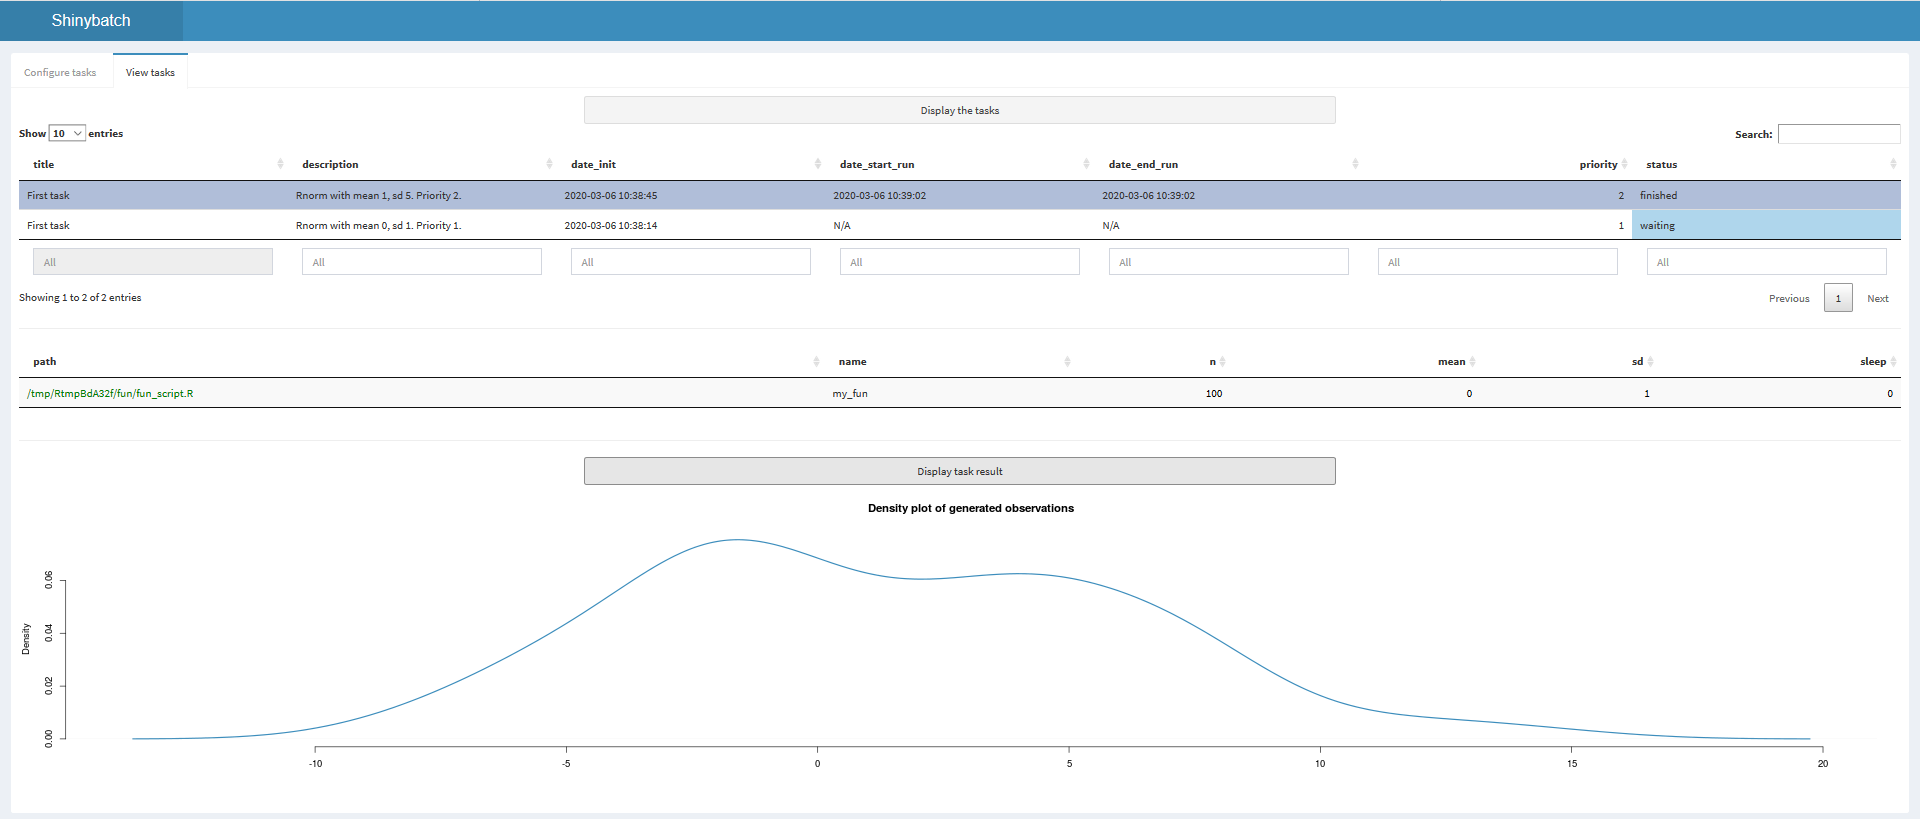 Shinybatch
Configure tasks View tasks
Display the tasks
Show 10 entries Search:
title description date_init date_start_run date_end_run priority status
First task Rnorm with mean 1, sd 5. Priority 2. 2020-03-06 10:38:45 2020-03-06 10:39:02 2020-03-06 10:39:02 2 finished
First task Rnorm with mean 0, sd 1. Priority 1. 2020-03-06 10:38:14 N/A N/A 1 waiting
All All All All All All All
Showing 1 to 2 of 2 entries Previous 1 Next
path name n mean sd sleep
/tmp/RtmpBdA32f/fun/fun_script.R my_fun 100 0 1 0
Display task result
Density plot of generated observations
0.06
0.04
Density
0.02
0.00
-10 -5 0 5 10 15 20